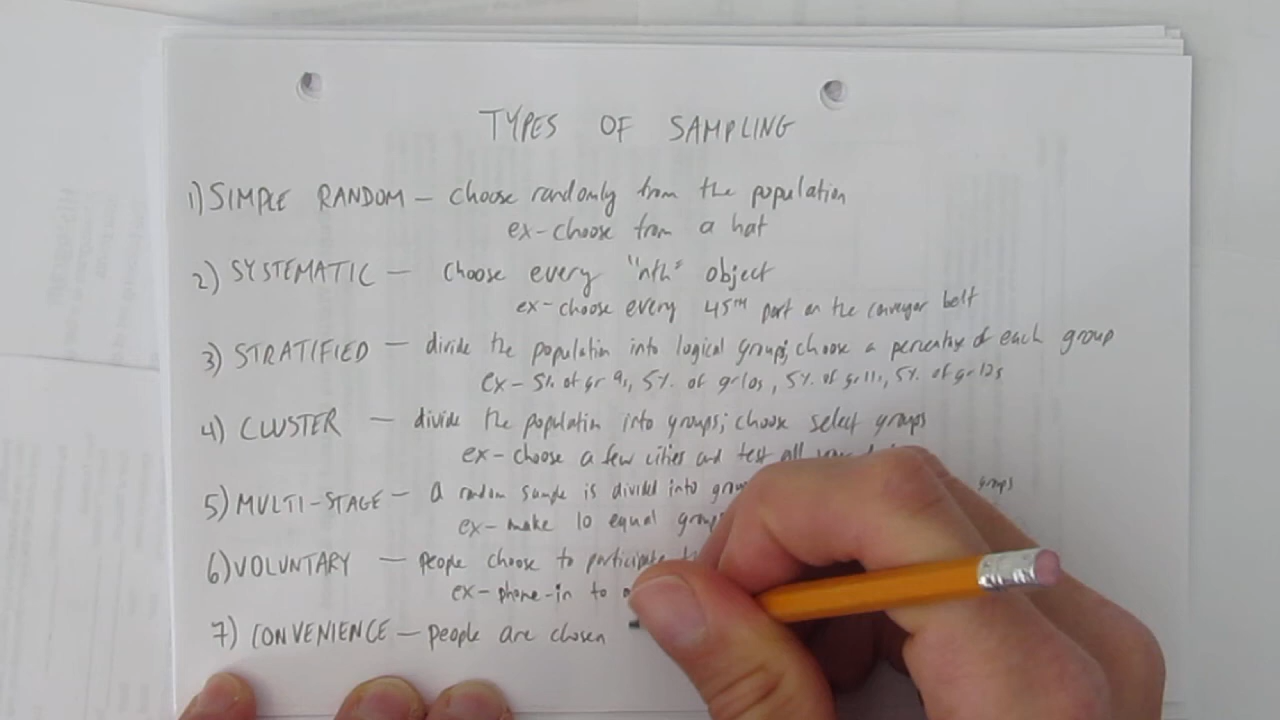 TYPES OF SAMPLING
1) SIMPLE RANDOM — choose randomly from the population
ex - choose from a hat
2) SYSTEMATIC — choose every "nth" object
ex - choose every 45TH part on the conveyor belt
3) STRATIFIED — divide the population into logical groups; choose a percentage of each group
ex - 5% of gr 9s, 5% of gr 10s, 5% of gr 11s, 5% of gr 12s
4) CLUSTER — divide the population into groups; choose select groups
ex - choose a few cities and test all
5) MULTI-STAGE — a random sample is divided into groups
ex - make 10 equal
6) VOLUNTARY — people choose to participate
ex - phone-in to
7) CONVENIENCE — people are chosen